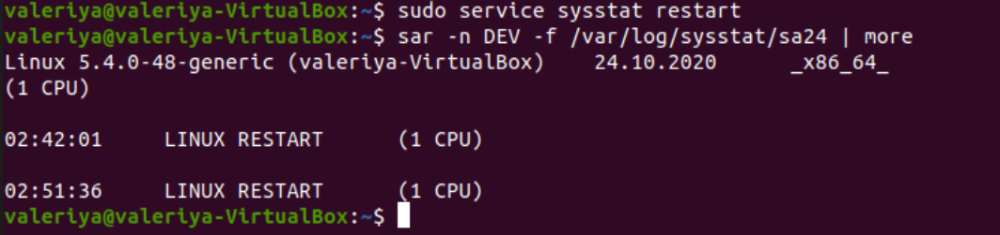 valeriya@valeriya-VirtualBox:~$ sudo service sysstat restart
valeriya@valeriya-VirtualBox:~$ sar -n DEV -f /var/log/sysstat/sa24 | more
Linux 5.4.0-48-generic (valeriya-VirtualBox)    24.10.2020      _x86_64_
(1 CPU)
02:42:01     LINUX RESTART      (1 CPU)
02:51:36     LINUX RESTART      (1 CPU)
valeriya@valeriya-VirtualBox:~$